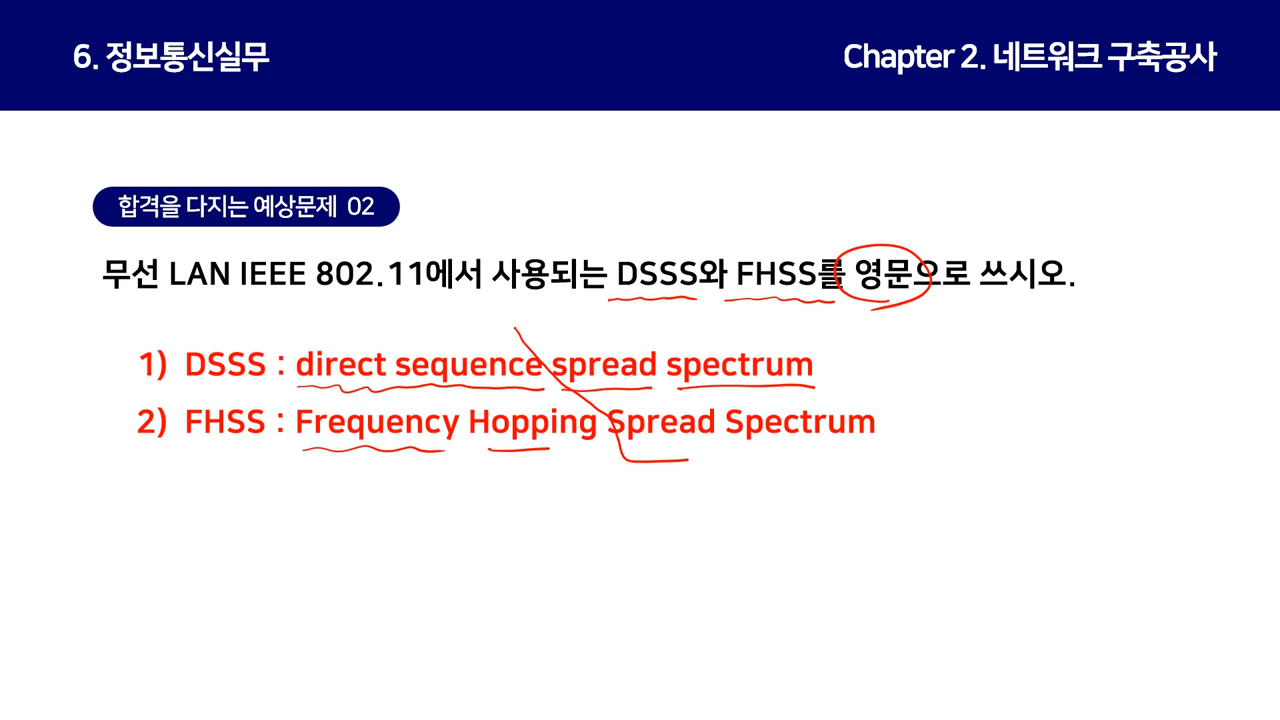 6. 정보통신실무
Chapter 2. 네트워크 구축공사
합격을 다지는 예상문제 02
무선 LAN IEEE 802.11에서 사용되는 DSSS와 FHSS를 영문으로 쓰시오.
1) DSSS : direct sequence spread spectrum
2) FHSS : Frequency Hopping Spread Spectrum